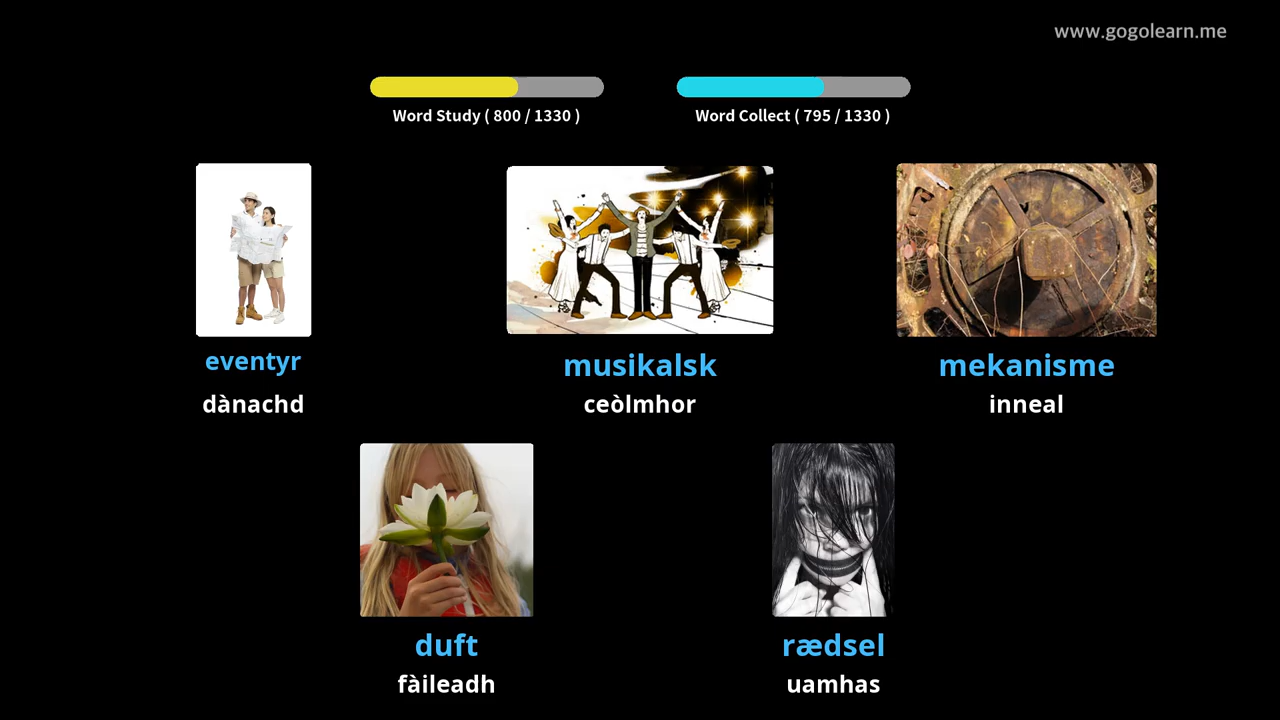 www.gogolearn.me
Word Study ( 800 / 1330 )
Word Collect ( 795 / 1330 )
eventyr
dànachd
musikalsk
ceòlmhor
mekanisme
inneal
duft
fàileadh
rædsel
uamhas